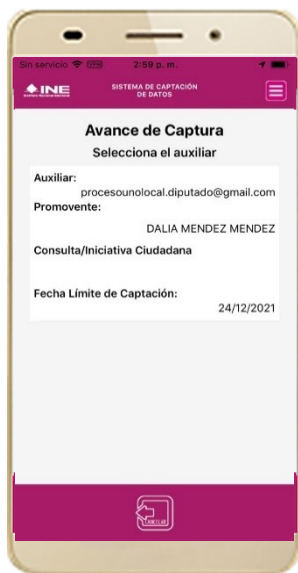 Sin servicio VPN 2:59 p. m.
INE
SISTEMA DE CAPTACIÓN
DE DATOS
Avance de Captura
Selecciona el auxiliar
Auxiliar:
procesounolocal.diputado@gmail.com
Promovente:
DALIA MENDEZ MENDEZ
Consulta/Iniciativa Ciudadana
Fecha Límite de Captación:
24/12/2021
CANCELAR